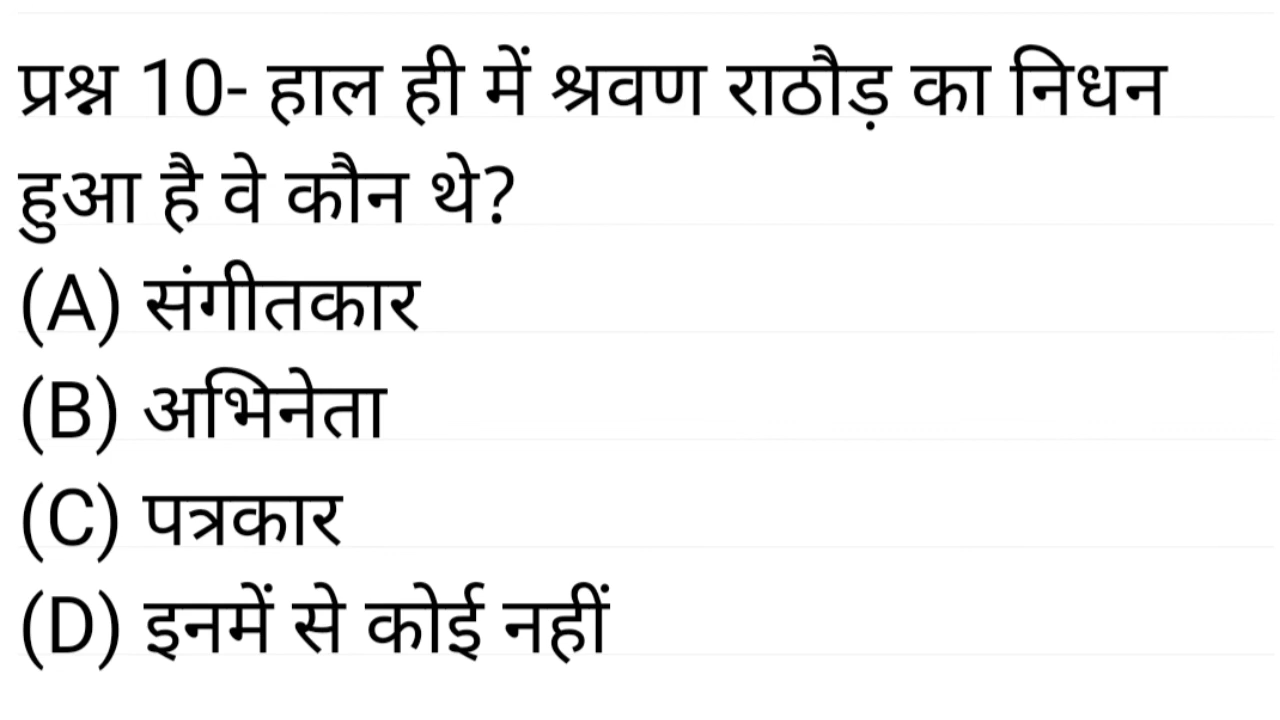 प्रश्न 10- हाल ही में श्रवण राठौड़ का निधन
हुआ है वे कौन थे?
(A) संगीतकार
(B) अभिनेता
(C) पत्रकार
(D) इनमें से कोई नहीं